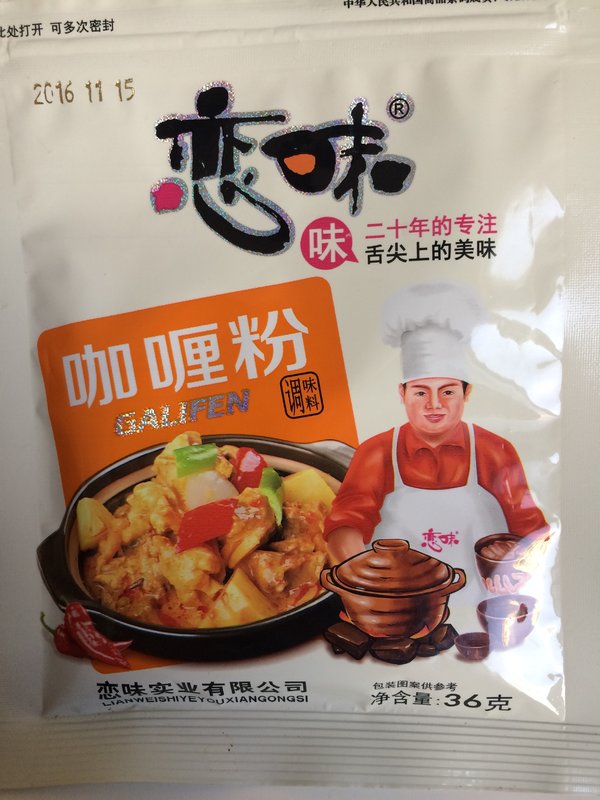 此处打开 可多次密封
2016 11 15
恋味®
味
二十年的专注
舌尖上的美味
咖喱粉
GALIFEN
调味料
恋味
恋味实业有限公司
LIANWEISHIYEYOUXIANGONGSI
包装图案供参考
净含量:36克